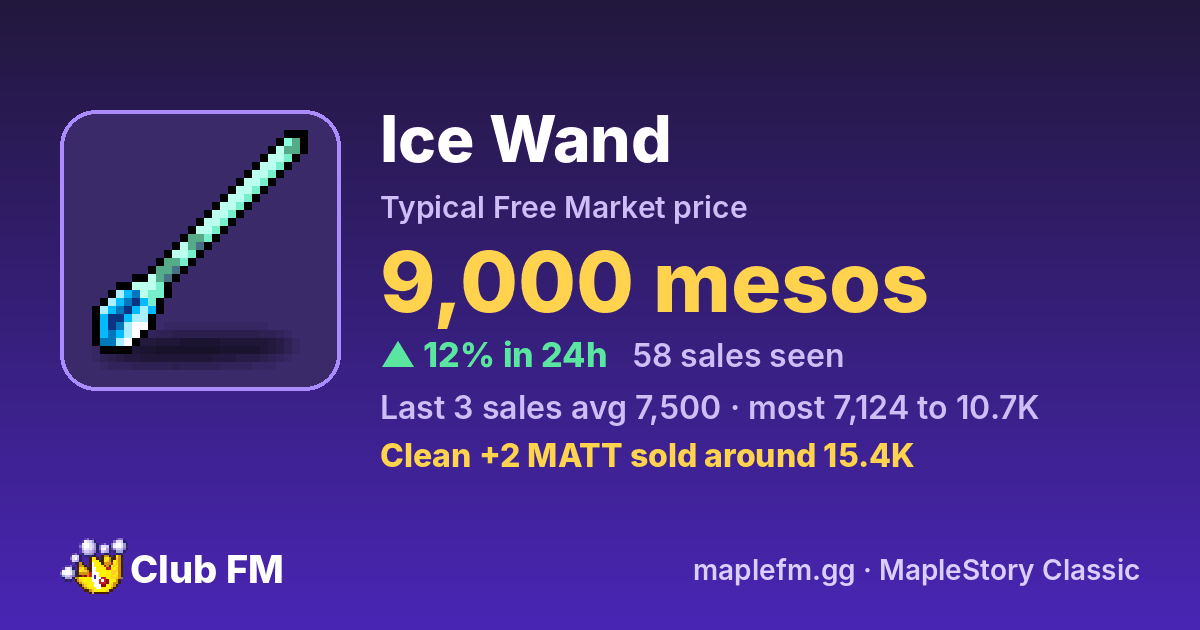 Ice Wand
Typical Free Market price
9,000 mesos
▲ 12% in 24h 58 sales seen
Last 3 sales avg 7,500 · most 7,124 to 10.7K
Clean +2 MATT sold around 15.4K
Club FM
maplefm.gg · MapleStory Classic